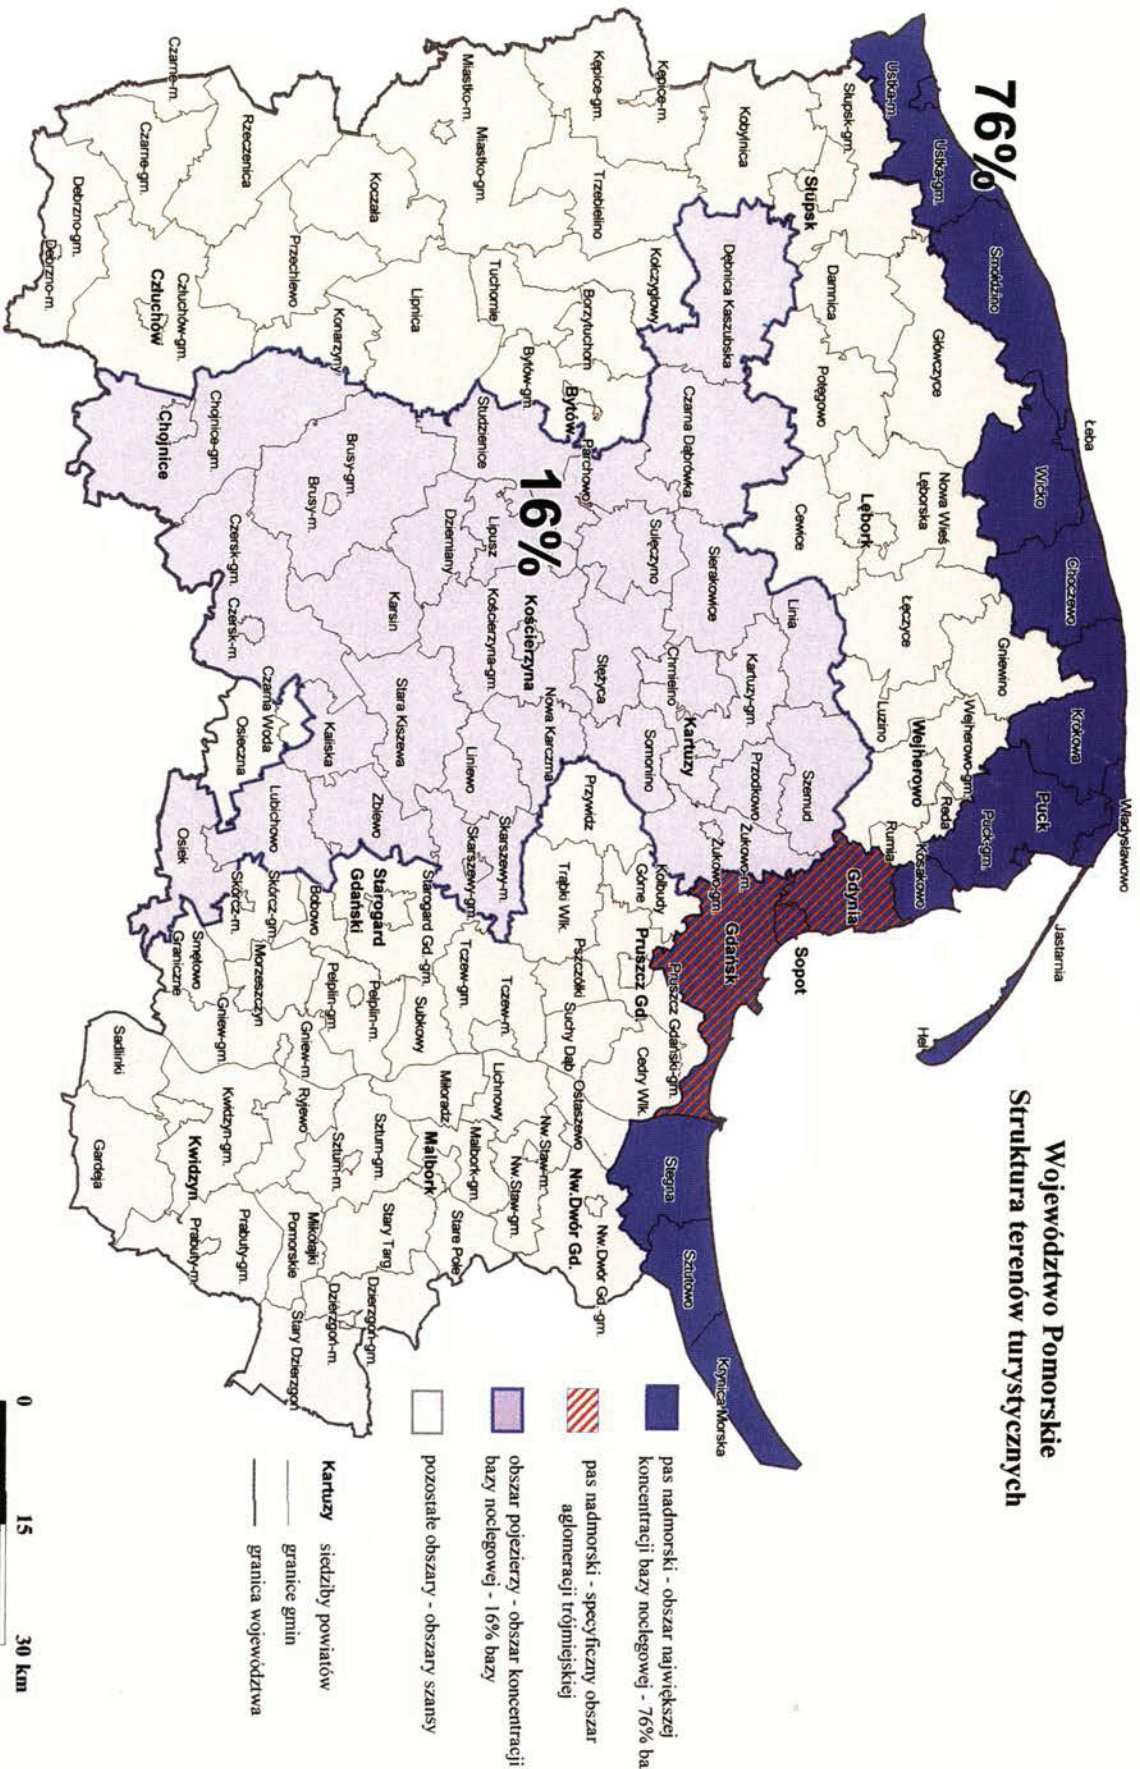 Województwo Pomorskie
Struktura terenów turystycznych
76%
16%
Łeba
Władysławowo
Jastarnia
Hel
Ustka-m.
Ustka-gm.
Smołdzino
Wicko
Choczewo
Krokowa
Puck
Puck-gm.
Kosakowo
Słupsk-gm.
Słupsk
Główczyce
Damnica
Potęgowo
Nowa Wieś
Lęborska
Lębork
Cewice
Łęczyce
Gniewino
Luzino
Wejherowo-gm.
Wejherowo
Reda
Rumia
Gdynia
Sopot
Gdańsk
Kobylnica
Kępice-m.
Kępice-gm.
Trzebielino
Dębnica Kaszubska
Kołczygłowy
Borzytuchom
Czarna Dąbrówka
Bytów
Bytów-gm.
Parchowo
Tuchomie
Studzienice
Miastko-m.
Miastko-gm.
Lipnica
Koczała
Przechlewo
Konarzyny
Rzeczenica
Czarne-m.
Czarne-gm.
Człuchów-gm.
Człuchów
Debrzno-gm.
Debrzno-m.
Chojnice-gm.
Chojnice
Brusy-gm.
Brusy-m.
Czersk-gm.
Czersk-m.
Karsin
Dziemiany
Lipusz
Kościerzyna
Kościerzyna-gm.
Sulęczyno
Sierakowice
Linia
Kartuzy-gm.
Kartuzy
Chmielno
Stężyca
Somonino
Przodkowo
Szemud
Żukowo-m.
Żukowo-gm.
Nowa Karczma
Liniewo
Stara Kiszewa
Kaliska
Czarna Woda
Osieczna
Zblewo
Lubichowo
Osiek
Skarszewy-m.
Skarszewy-gm.
Przywidz
Kolbudy
Górne
Trąbki Wlk.
Pruszcz Gd.
Pruszcz Gdański-gm.
Pszczółki
Suchy Dąb
Cedry Wlk.
Starogard Gd.-gm.
Starogard
Gdański
Bobowo
Skórcz-gm.
Skórcz-m.
Smętowo
Graniczne
Morzeszczyn
Pelplin-m.
Pelplin-gm.
Subkowy
Tczew-gm.
Tczew-m.
Gniew-m.
Gniew-gm.
Ostaszewo
Lichnowy
Miłoradz
Malbork
Malbork-gm.
Nw.Staw-m.
Nw.Staw-gm.
Nw.Dwór Gd.
Nw.Dwór Gd.-gm.
Stegna
Sztutowo
Krynica Morska
Stare Pole
Stary Targ
Sztum-gm.
Sztum-m.
Ryjewo
Mikołajki
Pomorskie
Dzierzgoń-gm.
Dzierzgoń-m.
Stary Dzierzgoń
Kwidzyn-gm.
Kwidzyn
Sadlinki
Gardeja
Prabuty-gm.
Prabuty-m.
pas nadmorski - obszar największej
koncentracji bazy noclegowej - 76% ba
pas nadmorski - specyficzny obszar
aglomeracji trójmiejskiej
obszar pojezierzy - obszar koncentracji
bazy noclegowej - 16% bazy
pozostałe obszary - obszary szansy
Kartuzy siedziby powiatów
granice gmin
granica województwa
0 15 30 km